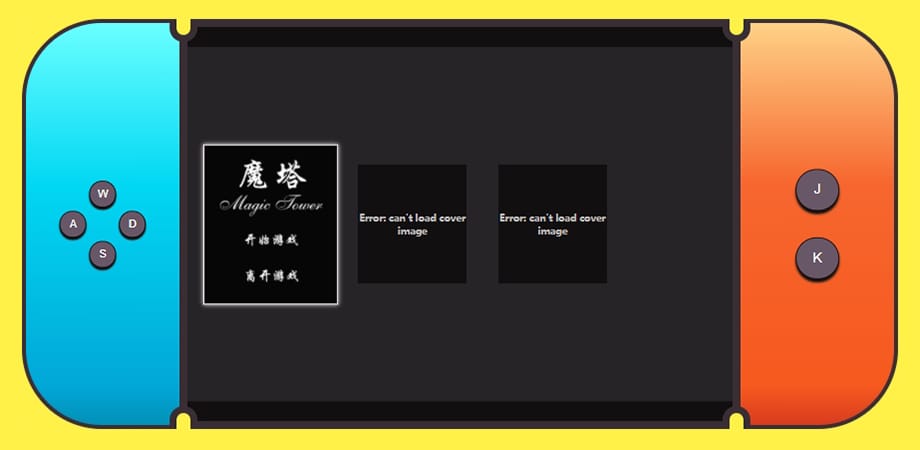 W
A
D
S
魔塔
Magic Tower
开始游戏
离开游戏
Error: can't load cover
image
Error: can't load cover
image
J
K